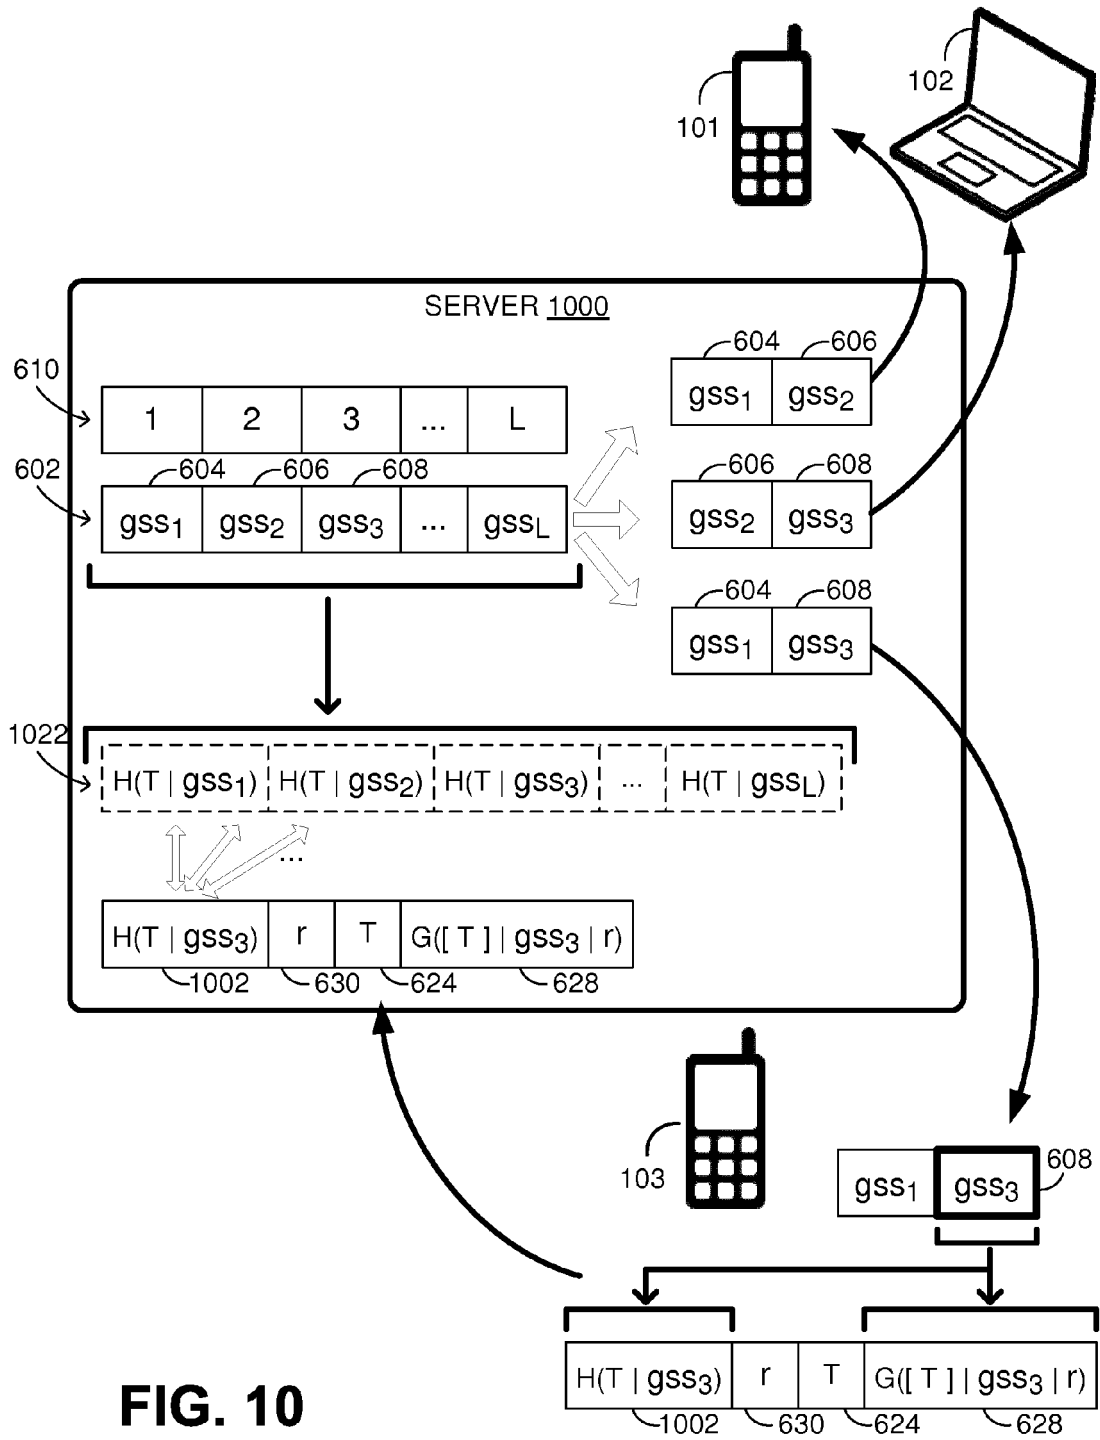 102
101
SERVER 1000
604 606
610
gss1 gss2
1 2 3 ... L
602 604 606 608
606 608
gss1 gss2 gss3 ... gssL
gss2 gss3
604 608
gss1 gss3
1022
H(T | gss1) H(T | gss2) H(T | gss3) ... H(T | gssL)
...
H(T | gss3) r T G([ T ] | gss3 | r)
1002 630 624 628
103
608
gss1 gss3
H(T | gss3) r T G([ T ] | gss3 | r)
1002 630 624 628
FIG. 10